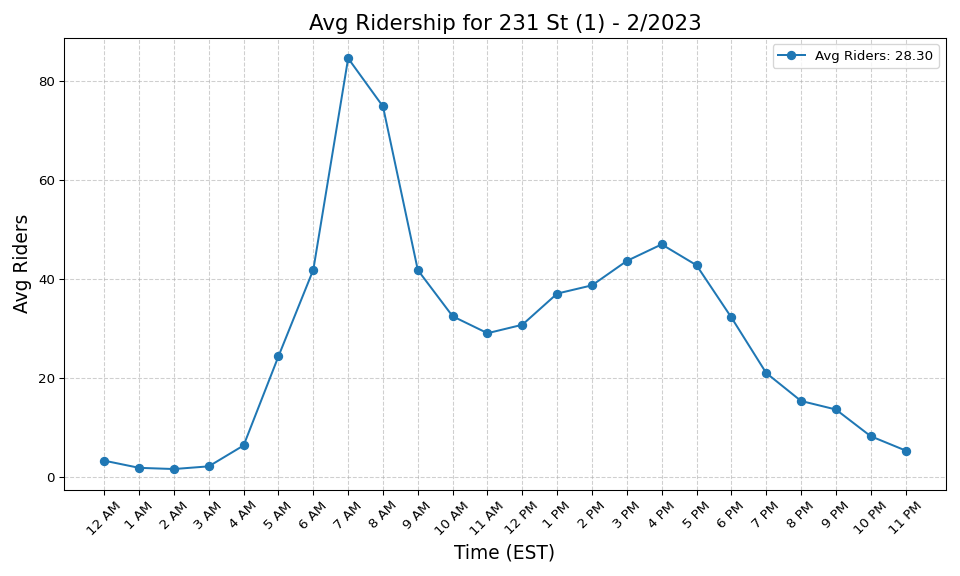 Avg Ridership for 231 St (1) - 2/2023
Avg Riders: 28.30
Avg Riders
80
60
40
20
0
12 AM
1 AM
2 AM
3 AM
4 AM
5 AM
6 AM
7 AM
8 AM
9 AM
10 AM
11 AM
12 PM
1 PM
2 PM
3 PM
4 PM
5 PM
6 PM
7 PM
8 PM
9 PM
10 PM
11 PM
Time (EST)